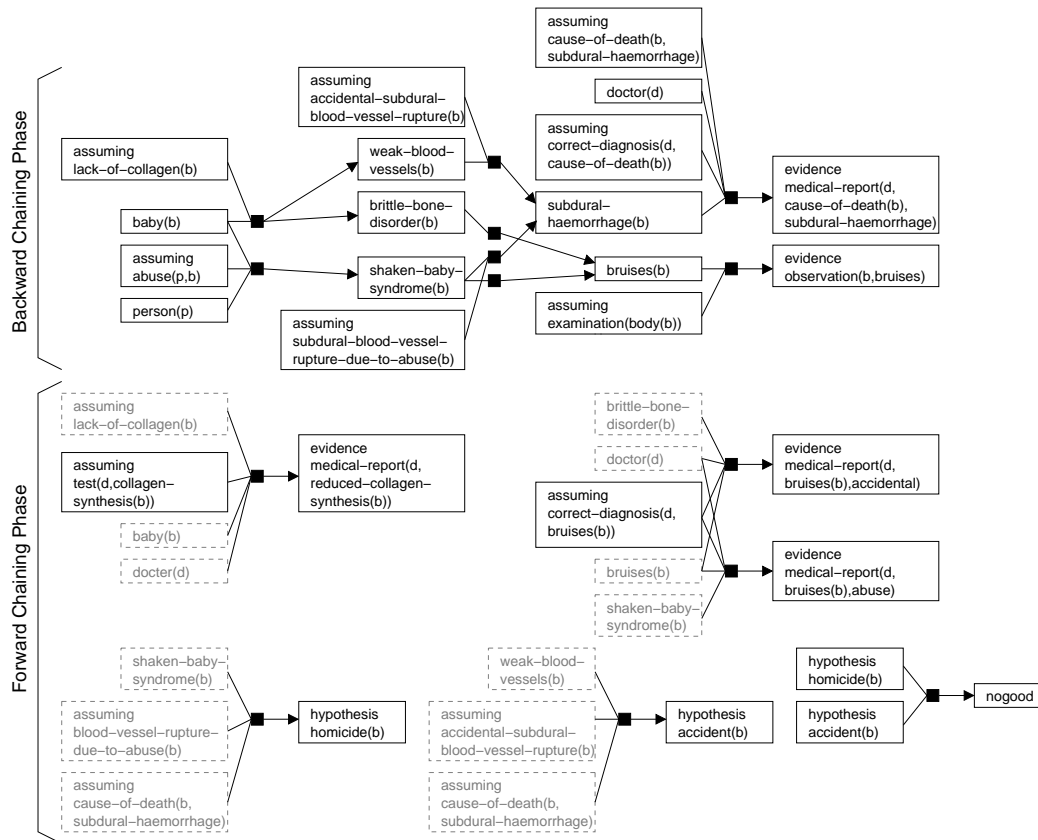 Backward Chaining Phase
assuming
cause−of−death(b,
subdural−haemorrhage)
assuming
accidental−subdural−
blood−vessel−rupture(b)
doctor(d)
assuming
lack−of−collagen(b)
weak−blood−
vessels(b)
assuming
correct−diagnosis(d,
cause−of−death(b))
evidence
medical−report(d,
cause−of−death(b),
subdural−haemorrhage)
baby(b)
brittle−bone−
disorder(b)
subdural−
haemorrhage(b)
assuming
abuse(p,b)
shaken−baby−
syndrome(b)
bruises(b)
evidence
observation(b,bruises)
person(p)
assuming
subdural−blood−vessel−
rupture−due−to−abuse(b)
assuming
examination(body(b))
Forward Chaining Phase
assuming
lack−of−collagen(b)
assuming
test(d,collagen−
synthesis(b))
baby(b)
docter(d)
evidence
medical−report(d,
reduced−collagen−
synthesis(b))
brittle−bone−
disorder(b)
doctor(d)
assuming
correct−diagnosis(d,
bruises(b))
bruises(b)
shaken−baby−
syndrome(b)
evidence
medical−report(d,
bruises(b),accidental)
evidence
medical−report(d,
bruises(b),abuse)
shaken−baby−
syndrome(b)
assuming
blood−vessel−rupture−
due−to−abuse(b)
assuming
cause−of−death(b,
subdural−haemorrhage)
hypothesis
homicide(b)
weak−blood−
vessels(b)
assuming
accidental−subdural−
blood−vessel−rupture(b)
assuming
cause−of−death(b,
subdural−haemorrhage)
hypothesis
accident(b)
hypothesis
homicide(b)
hypothesis
accident(b)
nogood